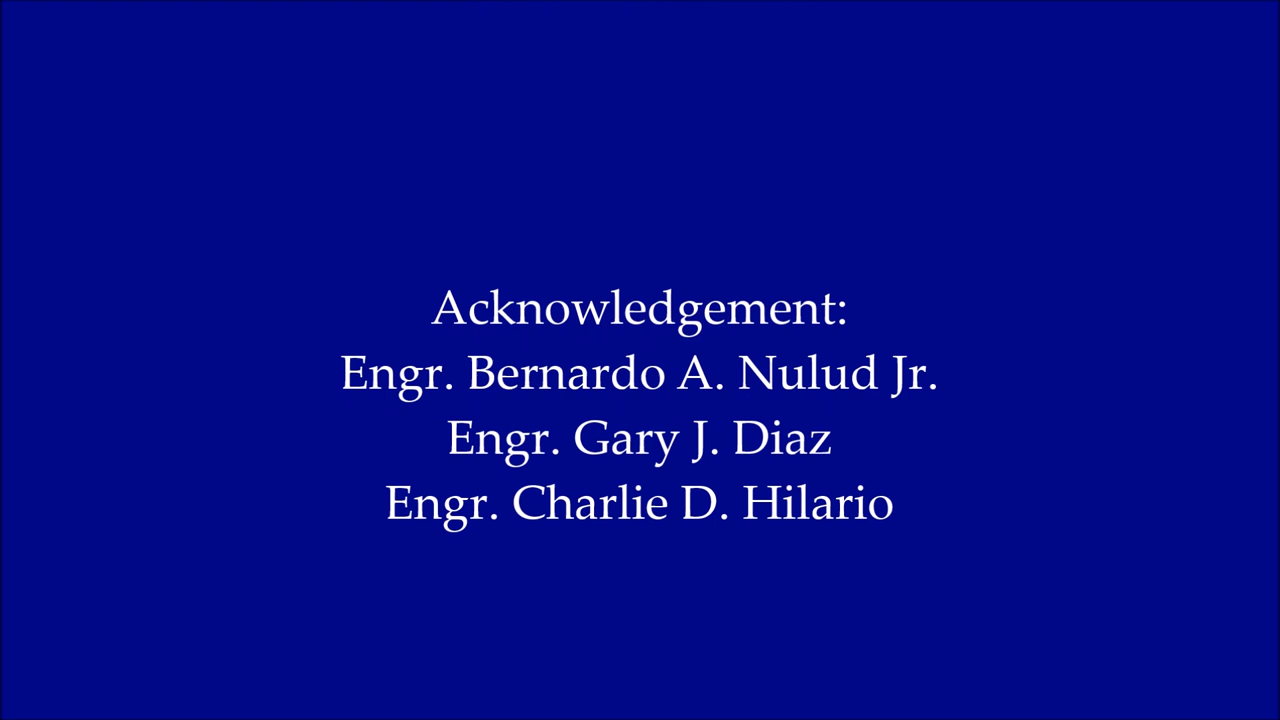 Acknowledgement:
Engr. Bernardo A. Nulud Jr.
Engr. Gary J. Diaz
Engr. Charlie D. Hilario